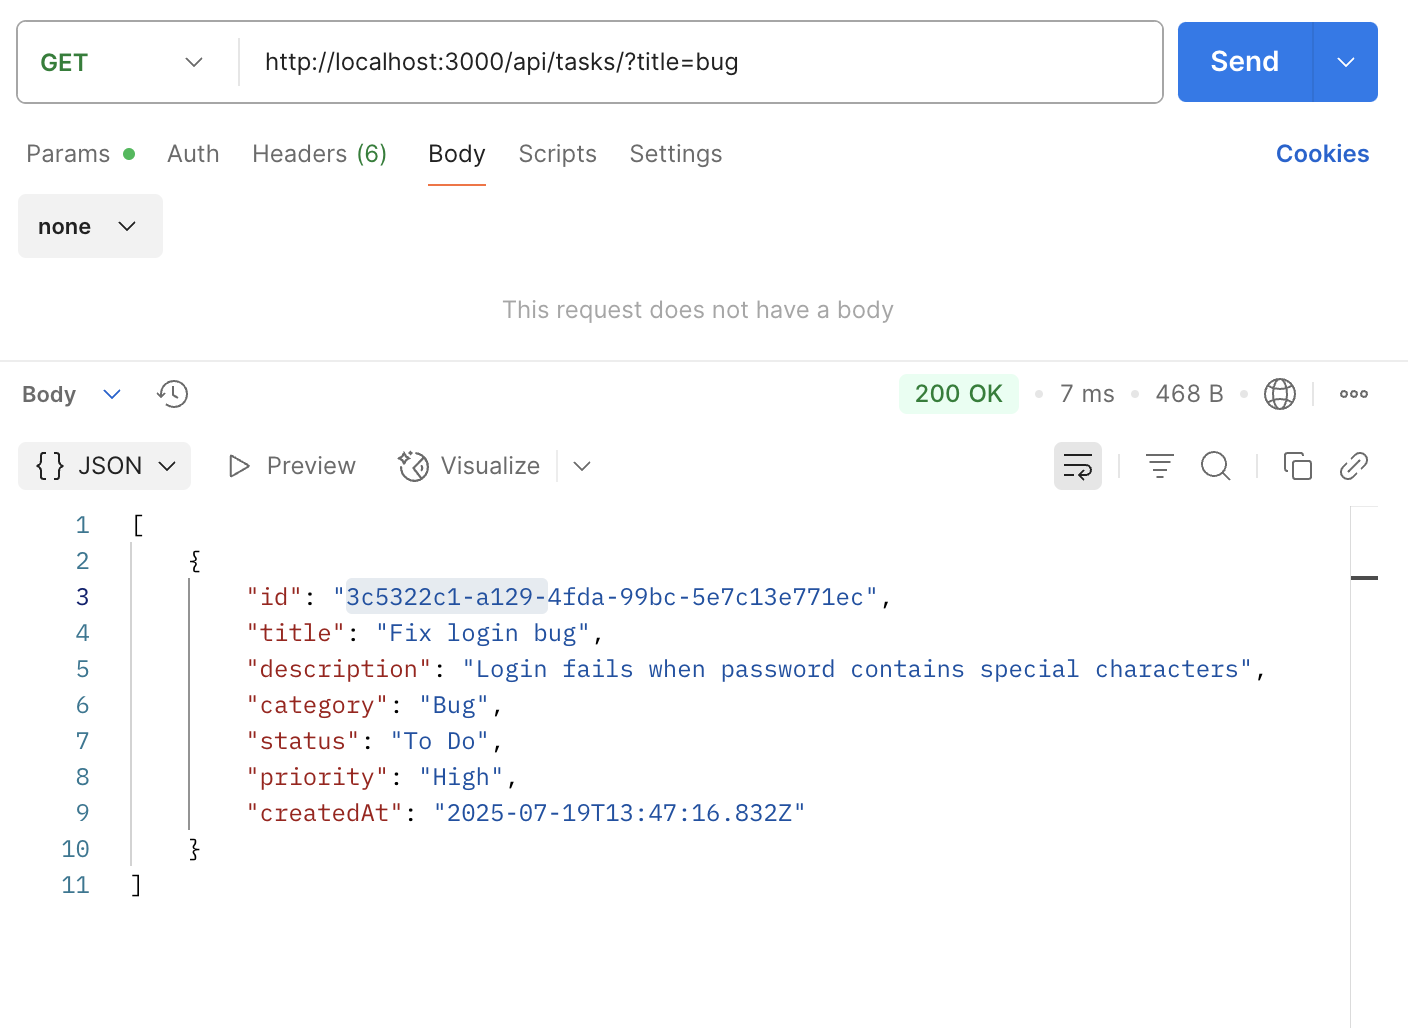 GET http://localhost:3000/api/tasks/?title=bug Send
Params Auth Headers (6) Body Scripts Settings Cookies
none
This request does not have a body
Body 200 OK 7 ms 468 B
{} JSON Preview Visualize
1 [
2 {
3 "id": "3c5322c1-a129-4fda-99bc-5e7c13e771ec",
4 "title": "Fix login bug",
5 "description": "Login fails when password contains special characters",
6 "category": "Bug",
7 "status": "To Do",
8 "priority": "High",
9 "createdAt": "2025-07-19T13:47:16.832Z"
10 }
11 ]